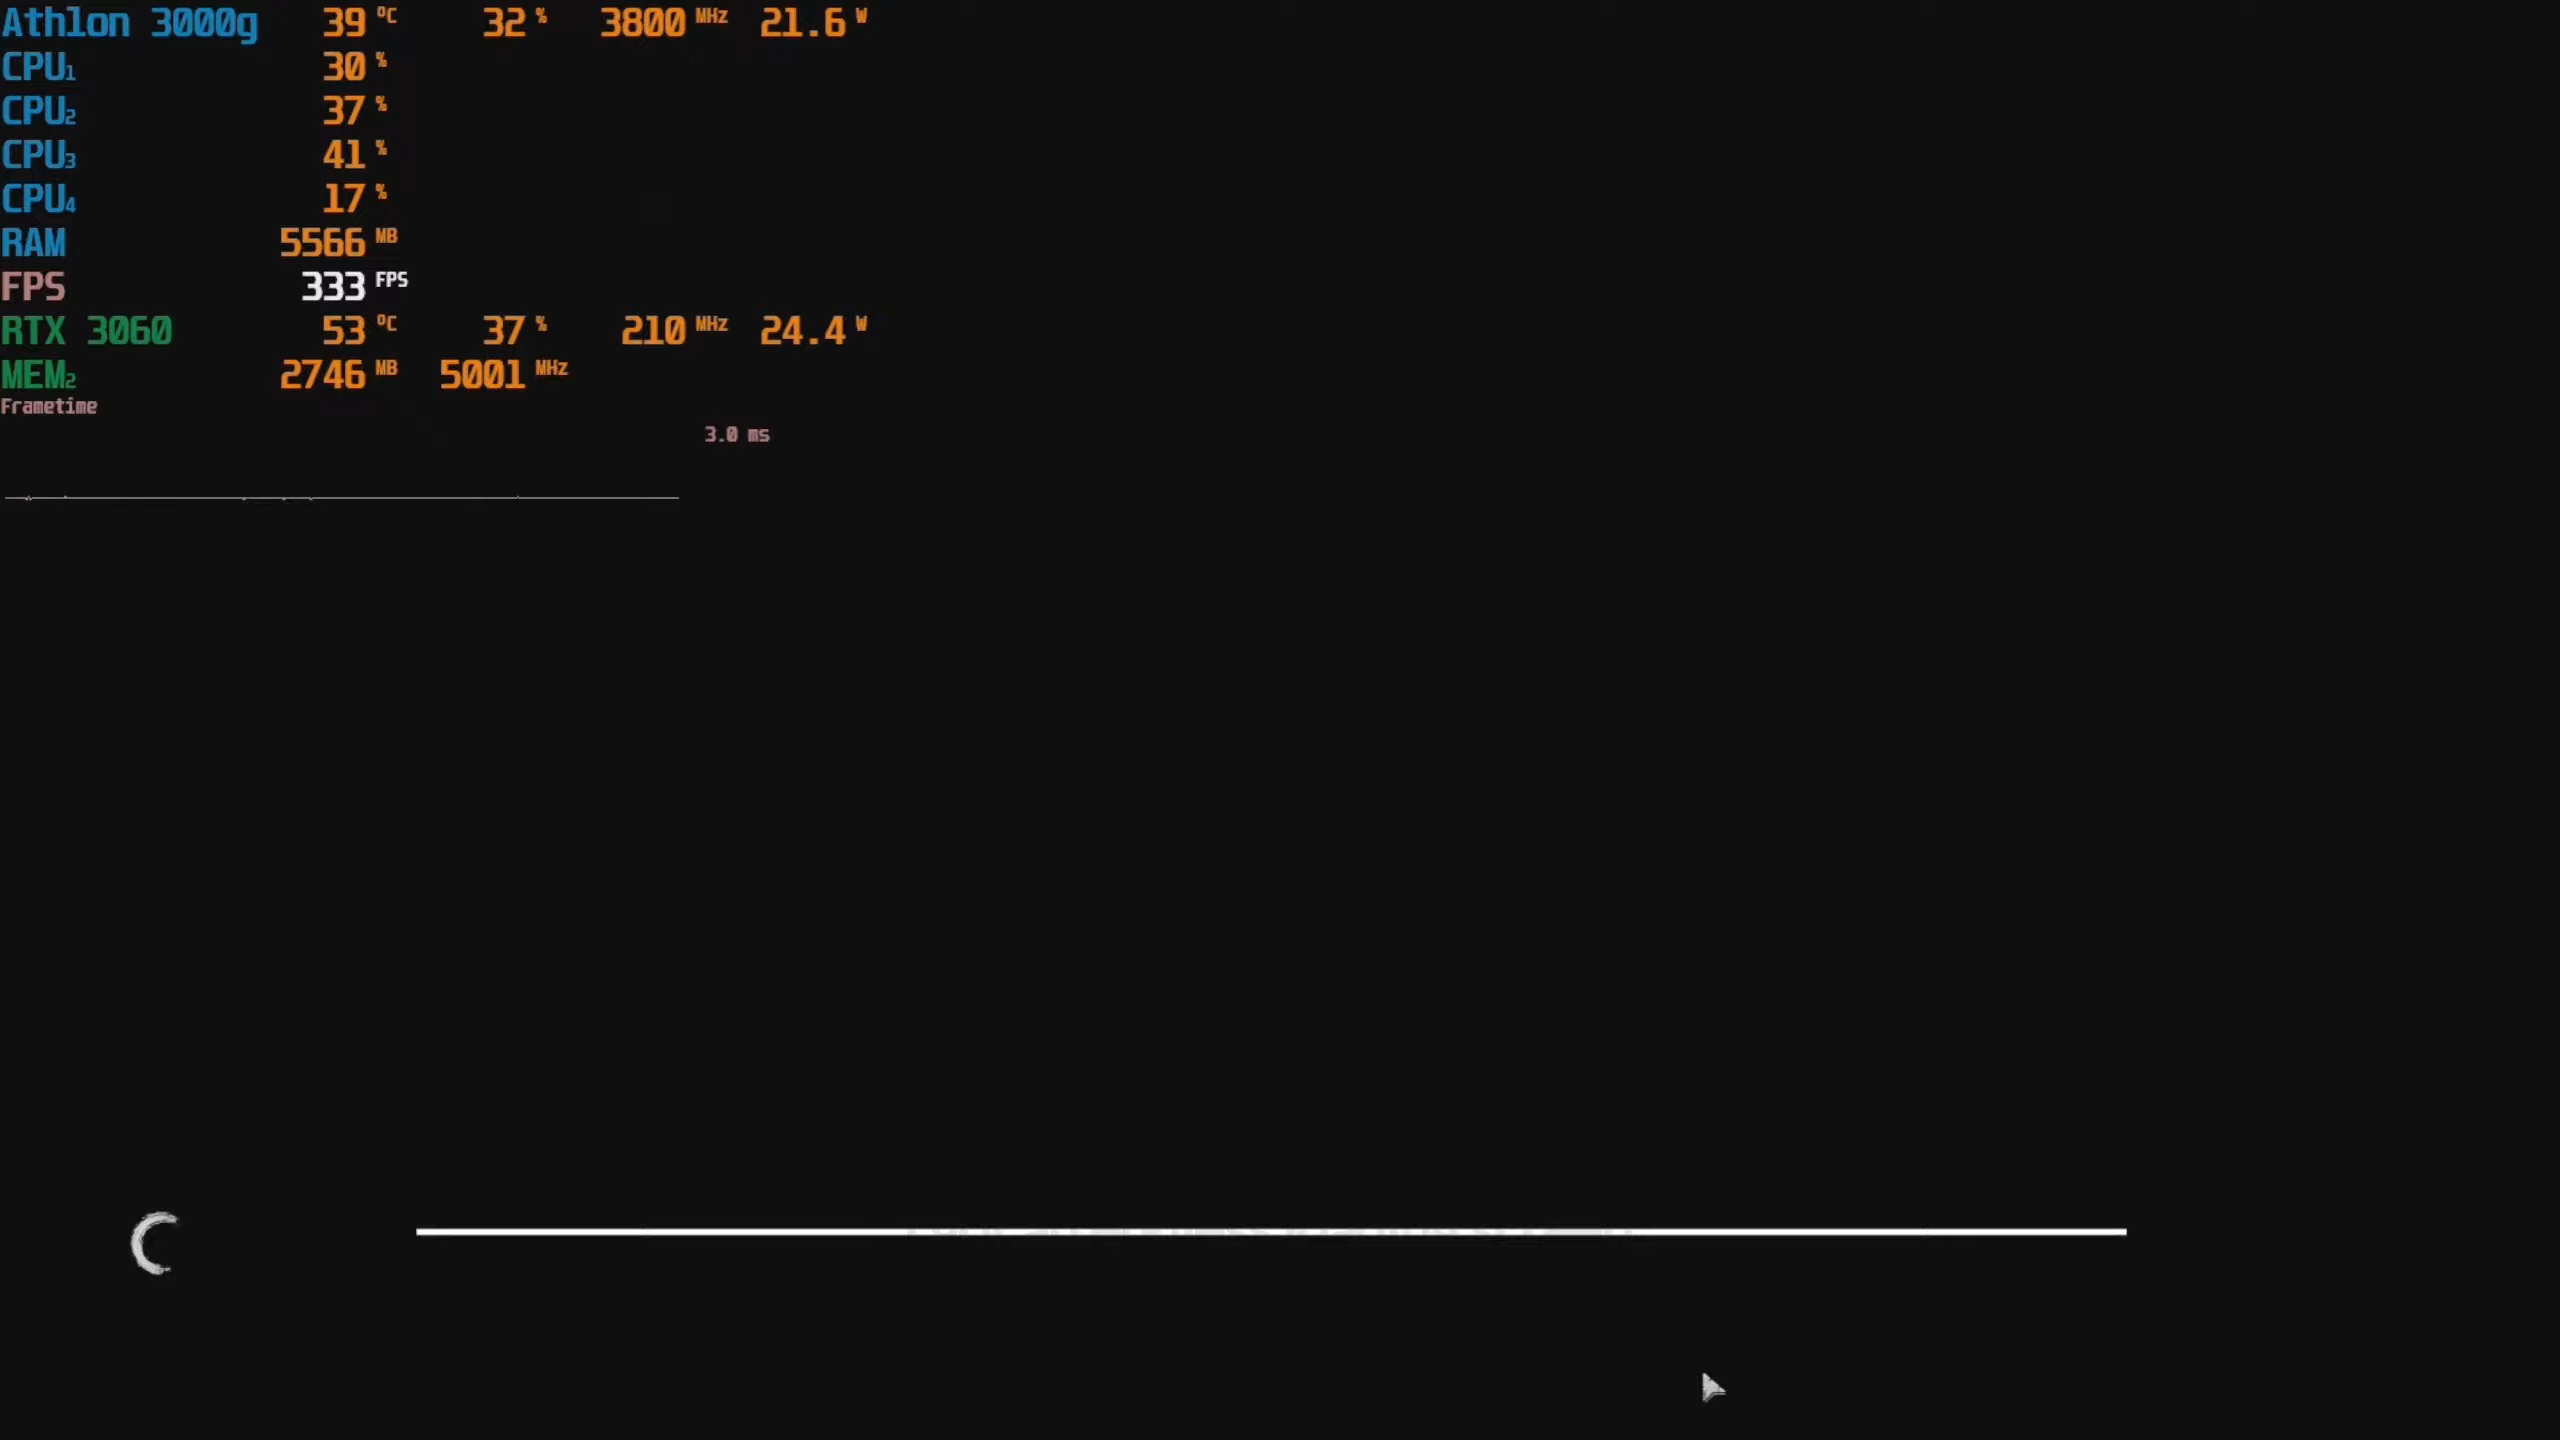 Athlon 3000g 39 °C 32 % 3800 MHz 21.6 W
CPU1 30 %
CPU2 37 %
CPU3 41 %
CPU4 17 %
RAM 5566 MB
FPS 333 FPS
RTX 3060 53 °C 37 % 210 MHz 24.4 W
MEM2 2746 MB 5001 MHz
Frametime
3.0 ms